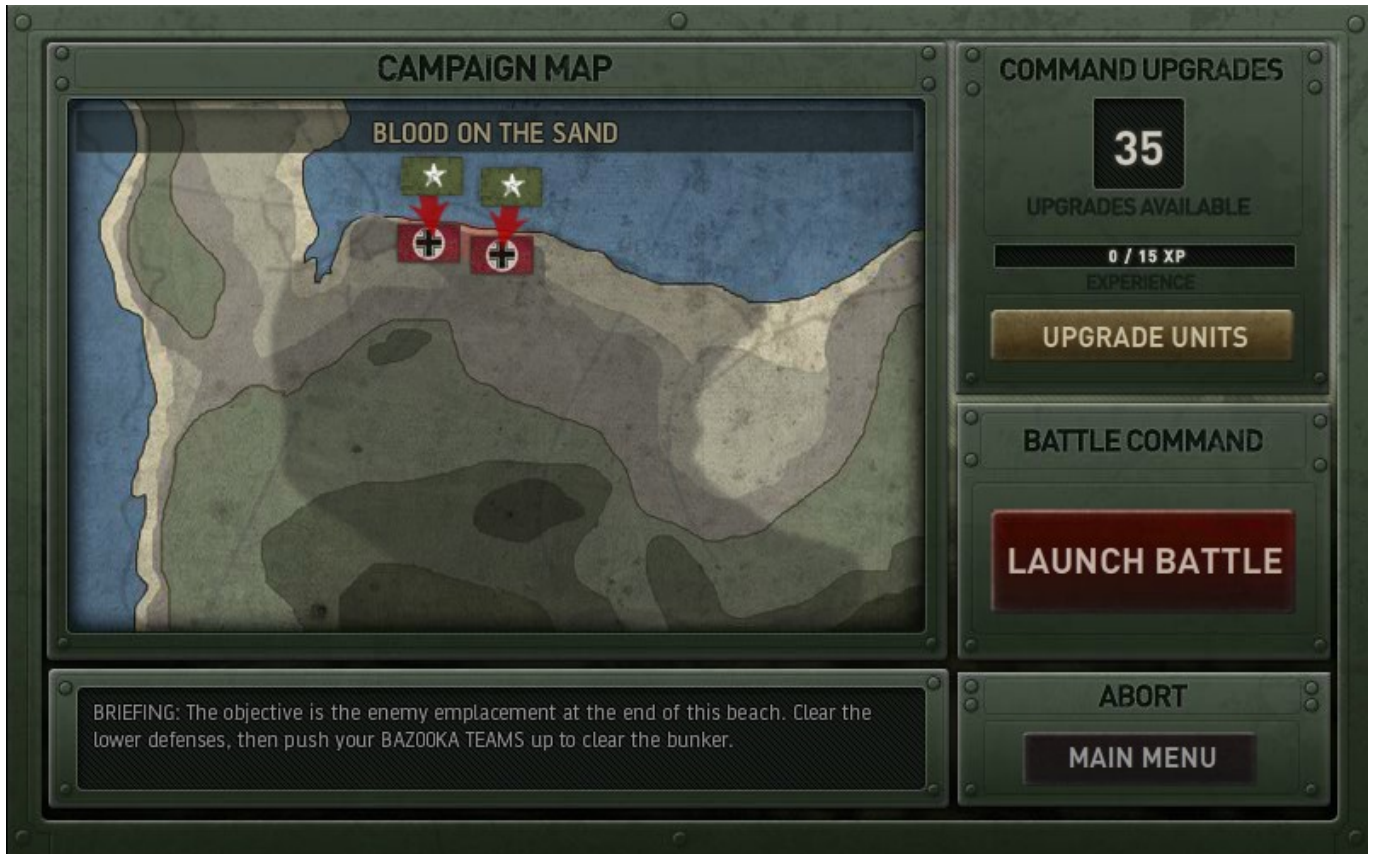 CAMPAIGN MAP
BLOOD ON THE SAND
BRIEFING: The objective is the enemy emplacement at the end of this beach. Clear the
lower defenses, then push your BAZOOKA TEAMS up to clear the bunker.
COMMAND UPGRADES
35
UPGRADES AVAILABLE
0 / 15 XP
EXPERIENCE
UPGRADE UNITS
BATTLE COMMAND
LAUNCH BATTLE
ABORT
MAIN MENU